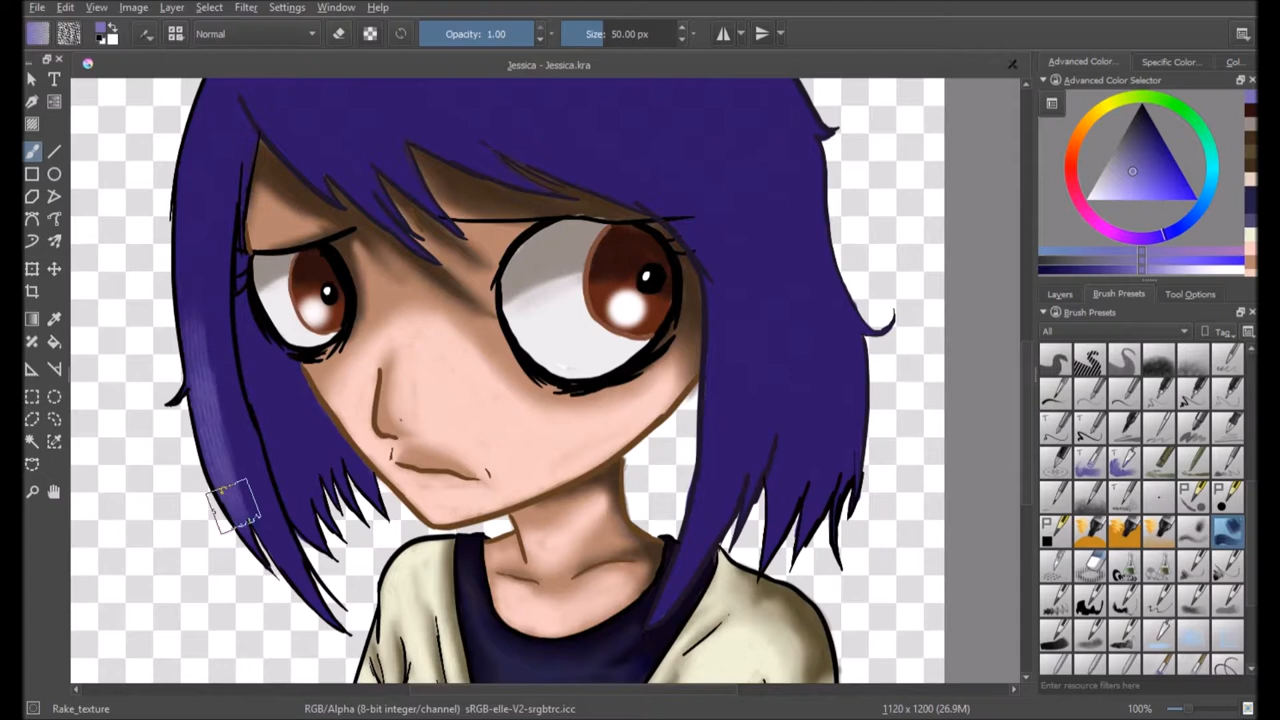 File Edit View Image Layer Select Filter Settings Window Help
Normal Opacity: 1.00 Size: 50.00 px
Jessica - Jessica.kra
Advanced Color... Specific Color... Co...
Advanced Color Selector
Layers Brush Presets Tool Options
Brush Presets
All Tag
Enter resource filters here
Rake_texture RGB/Alpha (8-bit integer/channel) sRGB-elle-V2-srgbtrc.icc 1120 x 1200 (26.9M) 100%